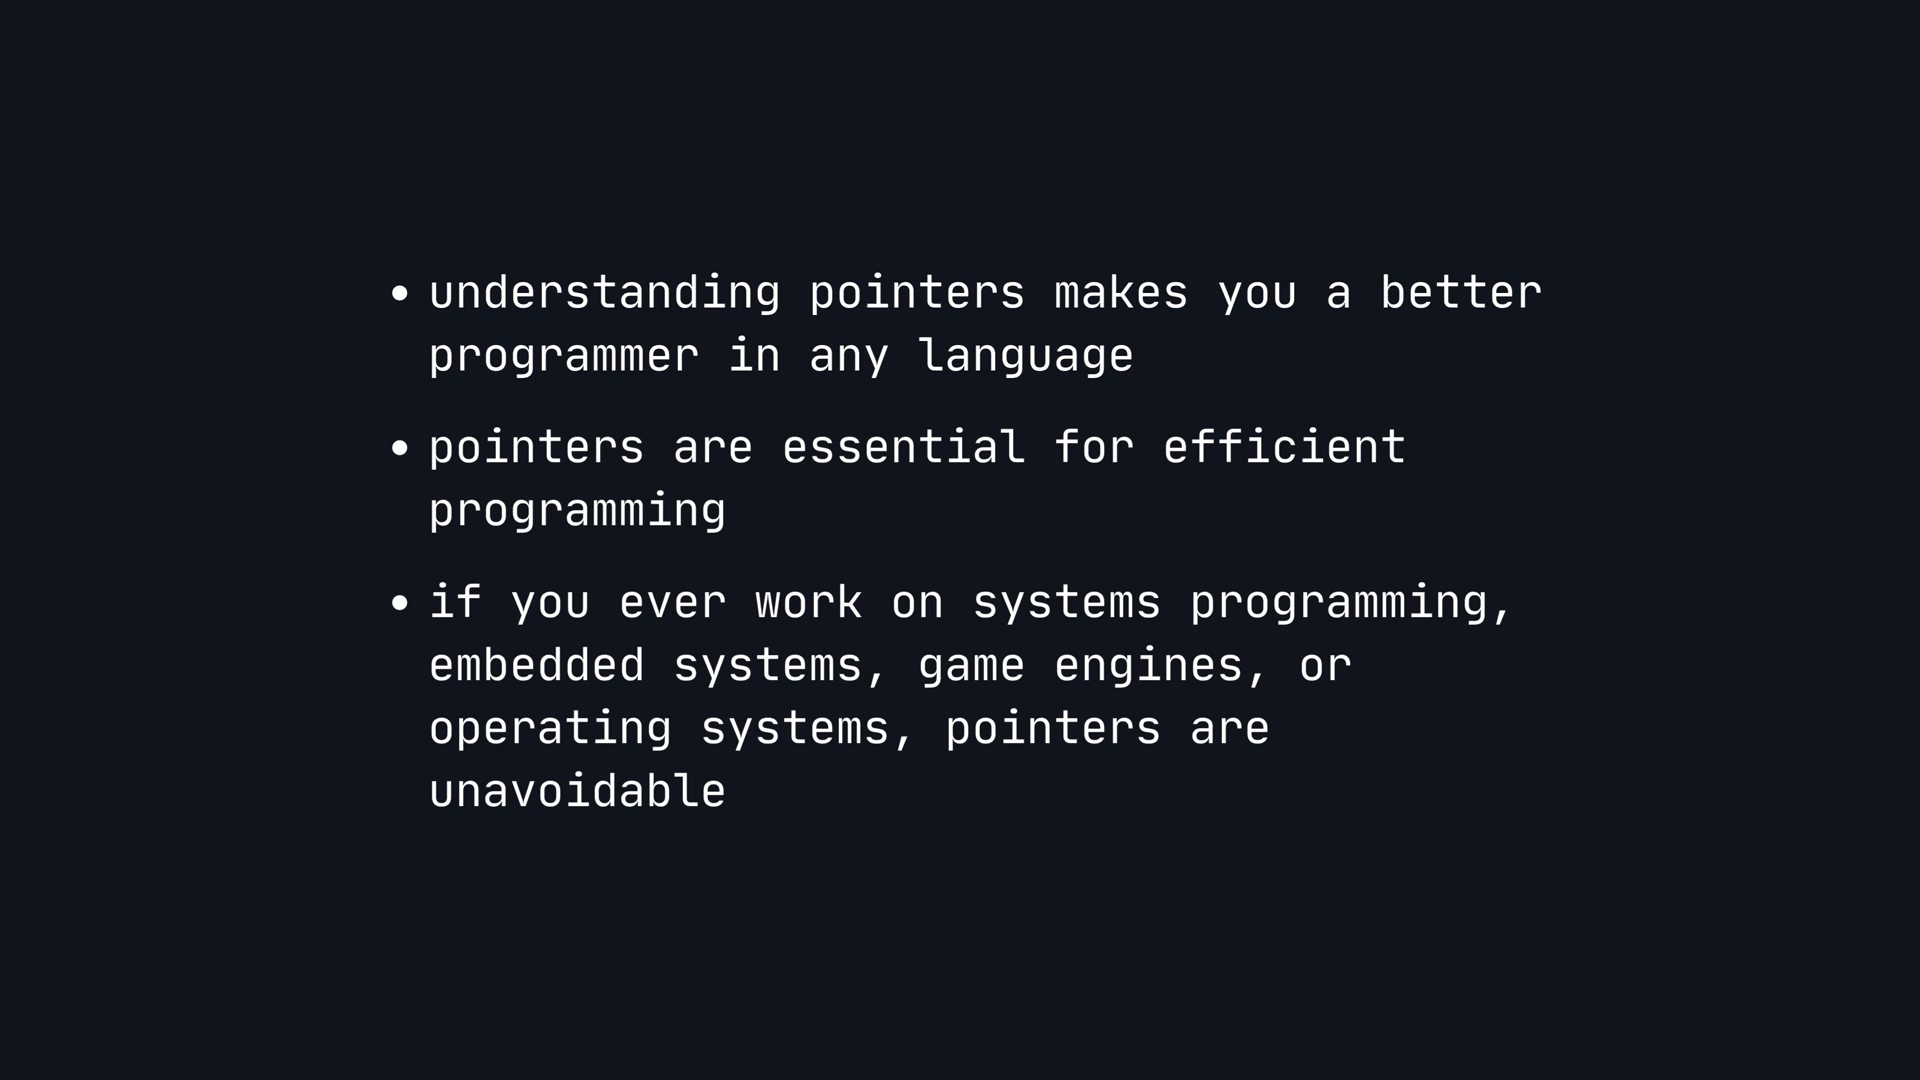 • understanding pointers makes you a better
programmer in any language
• pointers are essential for efficient
programming
• if you ever work on systems programming,
embedded systems, game engines, or
operating systems, pointers are
unavoidable